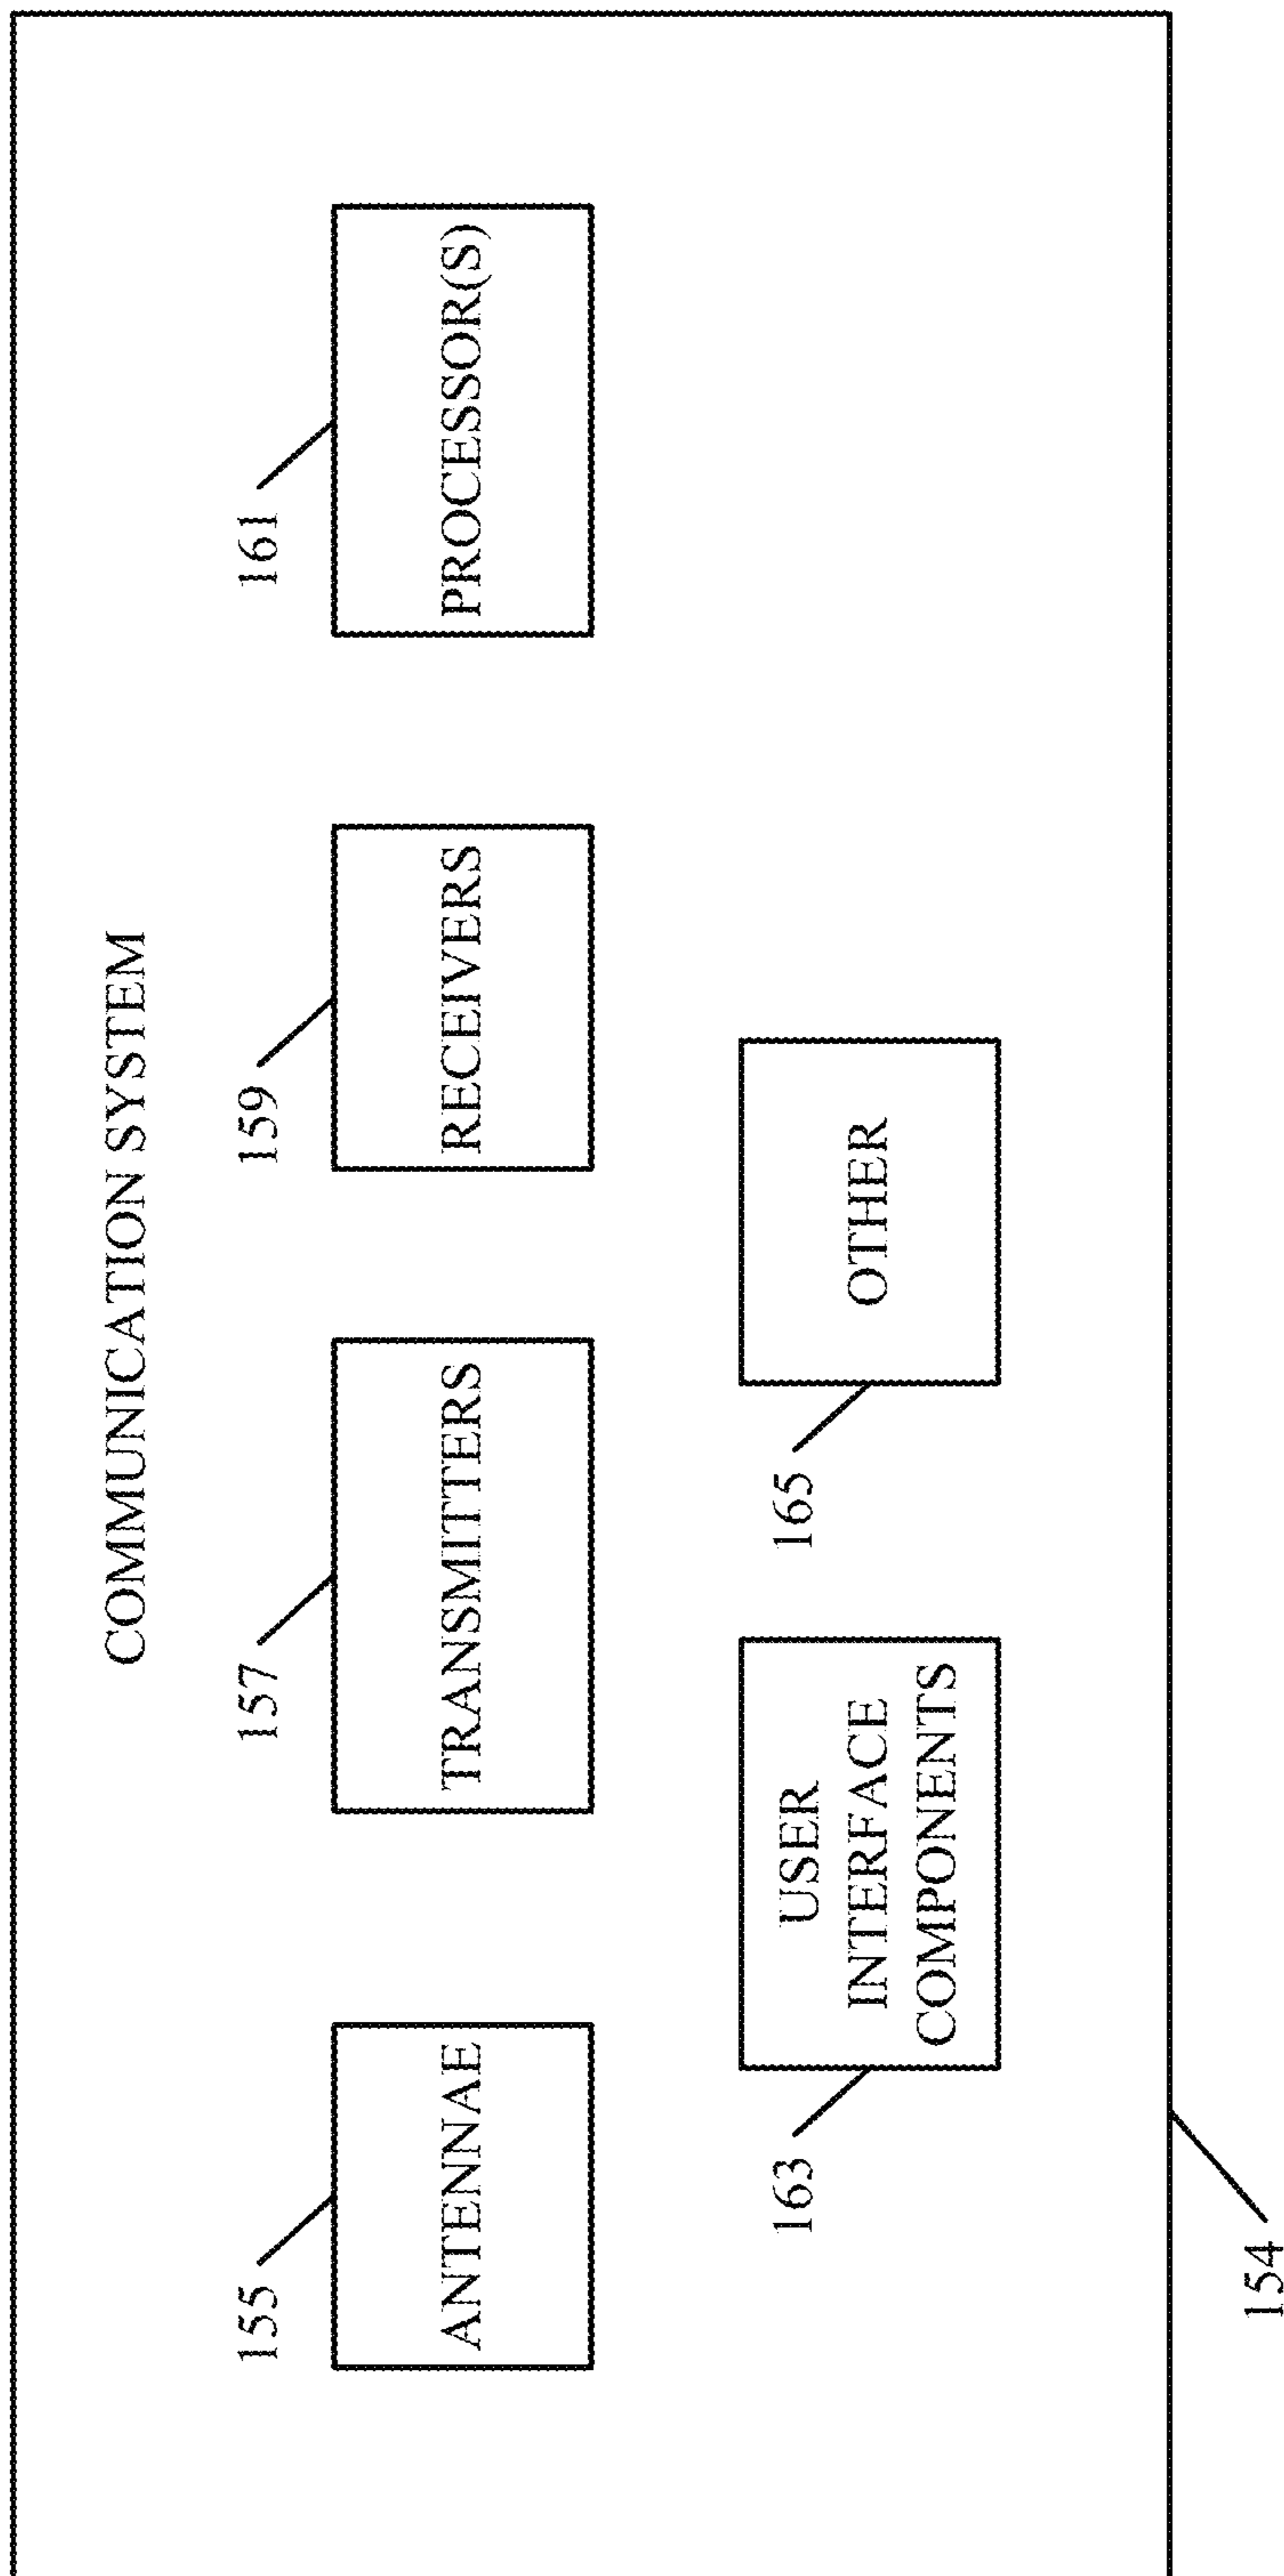 COMMUNICATION SYSTEM
155
157
159
161
ANTENNAE
TRANSMITTERS
RECEIVERS
PROCESSOR(S)
163
165
USER
INTERFACE
COMPONENTS
OTHER
154